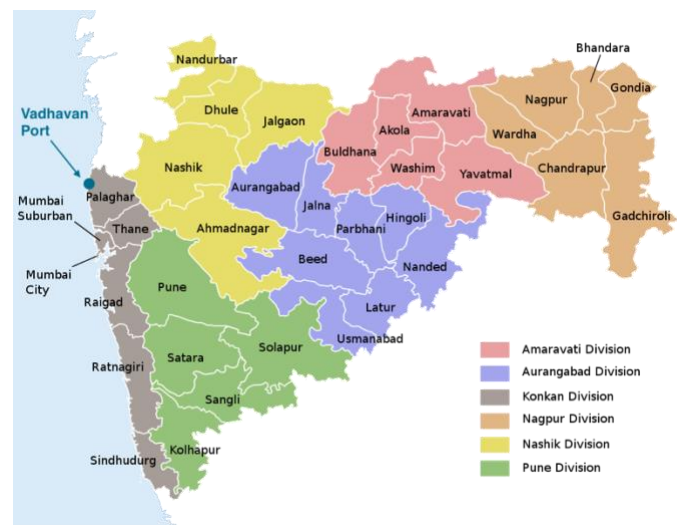 Nandurbar
Bhandara
Gondia
Dhule
Jalgaon
Amaravati
Nagpur
Vadhavan
Port
Akola
Buldhana
Wardha
Nashik
Washim
Yavatmal
Chandrapur
Aurangabad
Palaghar
Mumbai
Suburban
Jalna
Hingoli
Gadchiroli
Thane
Ahmadnagar
Parbhani
Beed
Nanded
Mumbai
City
Pune
Raigad
Latur
Usmanabad
Solapur
Satara
Ratnagiri
Sangli
Kolhapur
Sindhudurg
Amaravati Division
Aurangabad Division
Konkan Division
Nagpur Division
Nashik Division
Pune Division